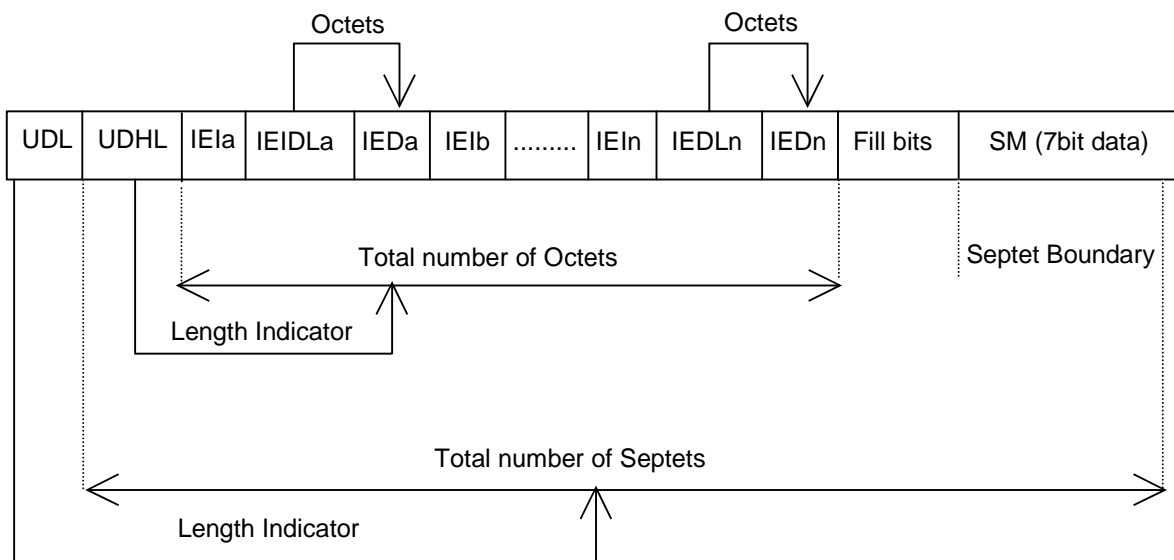 Octets Octets
UDL UDHL IEIa IEIDLa IEDa IEIb ......... IEIn IEDLn IEDn Fill bits SM (7bit data)
Total number of Octets
Septet Boundary
Length Indicator
Total number of Septets
Length Indicator